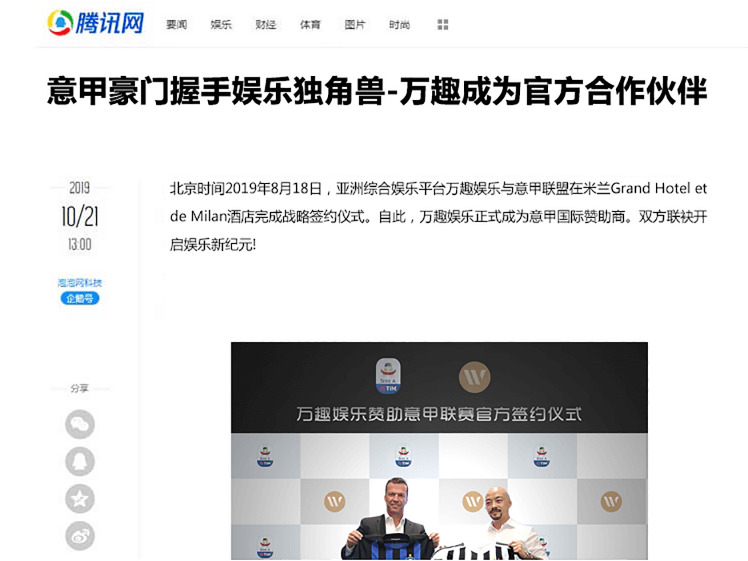 腾讯网 要闻 娱乐 财经 体育 图片 时尚
意甲豪门握手娱乐独角兽-万趣成为官方合作伙伴
2019
10/21
13:00
泡泡网科技
企鹅号
分享
北京时间2019年8月18日，亚洲综合娱乐平台万趣娱乐与意甲联盟在米兰Grand Hotel et
de Milan酒店完成战略签约仪式。自此，万趣娱乐正式成为意甲国际赞助商。双方联袂开
启娱乐新纪元!
SERIE A
TIM
W
万趣娱乐赞助意甲联赛官方签约仪式
TIM
TIM
TIM
W
W
W